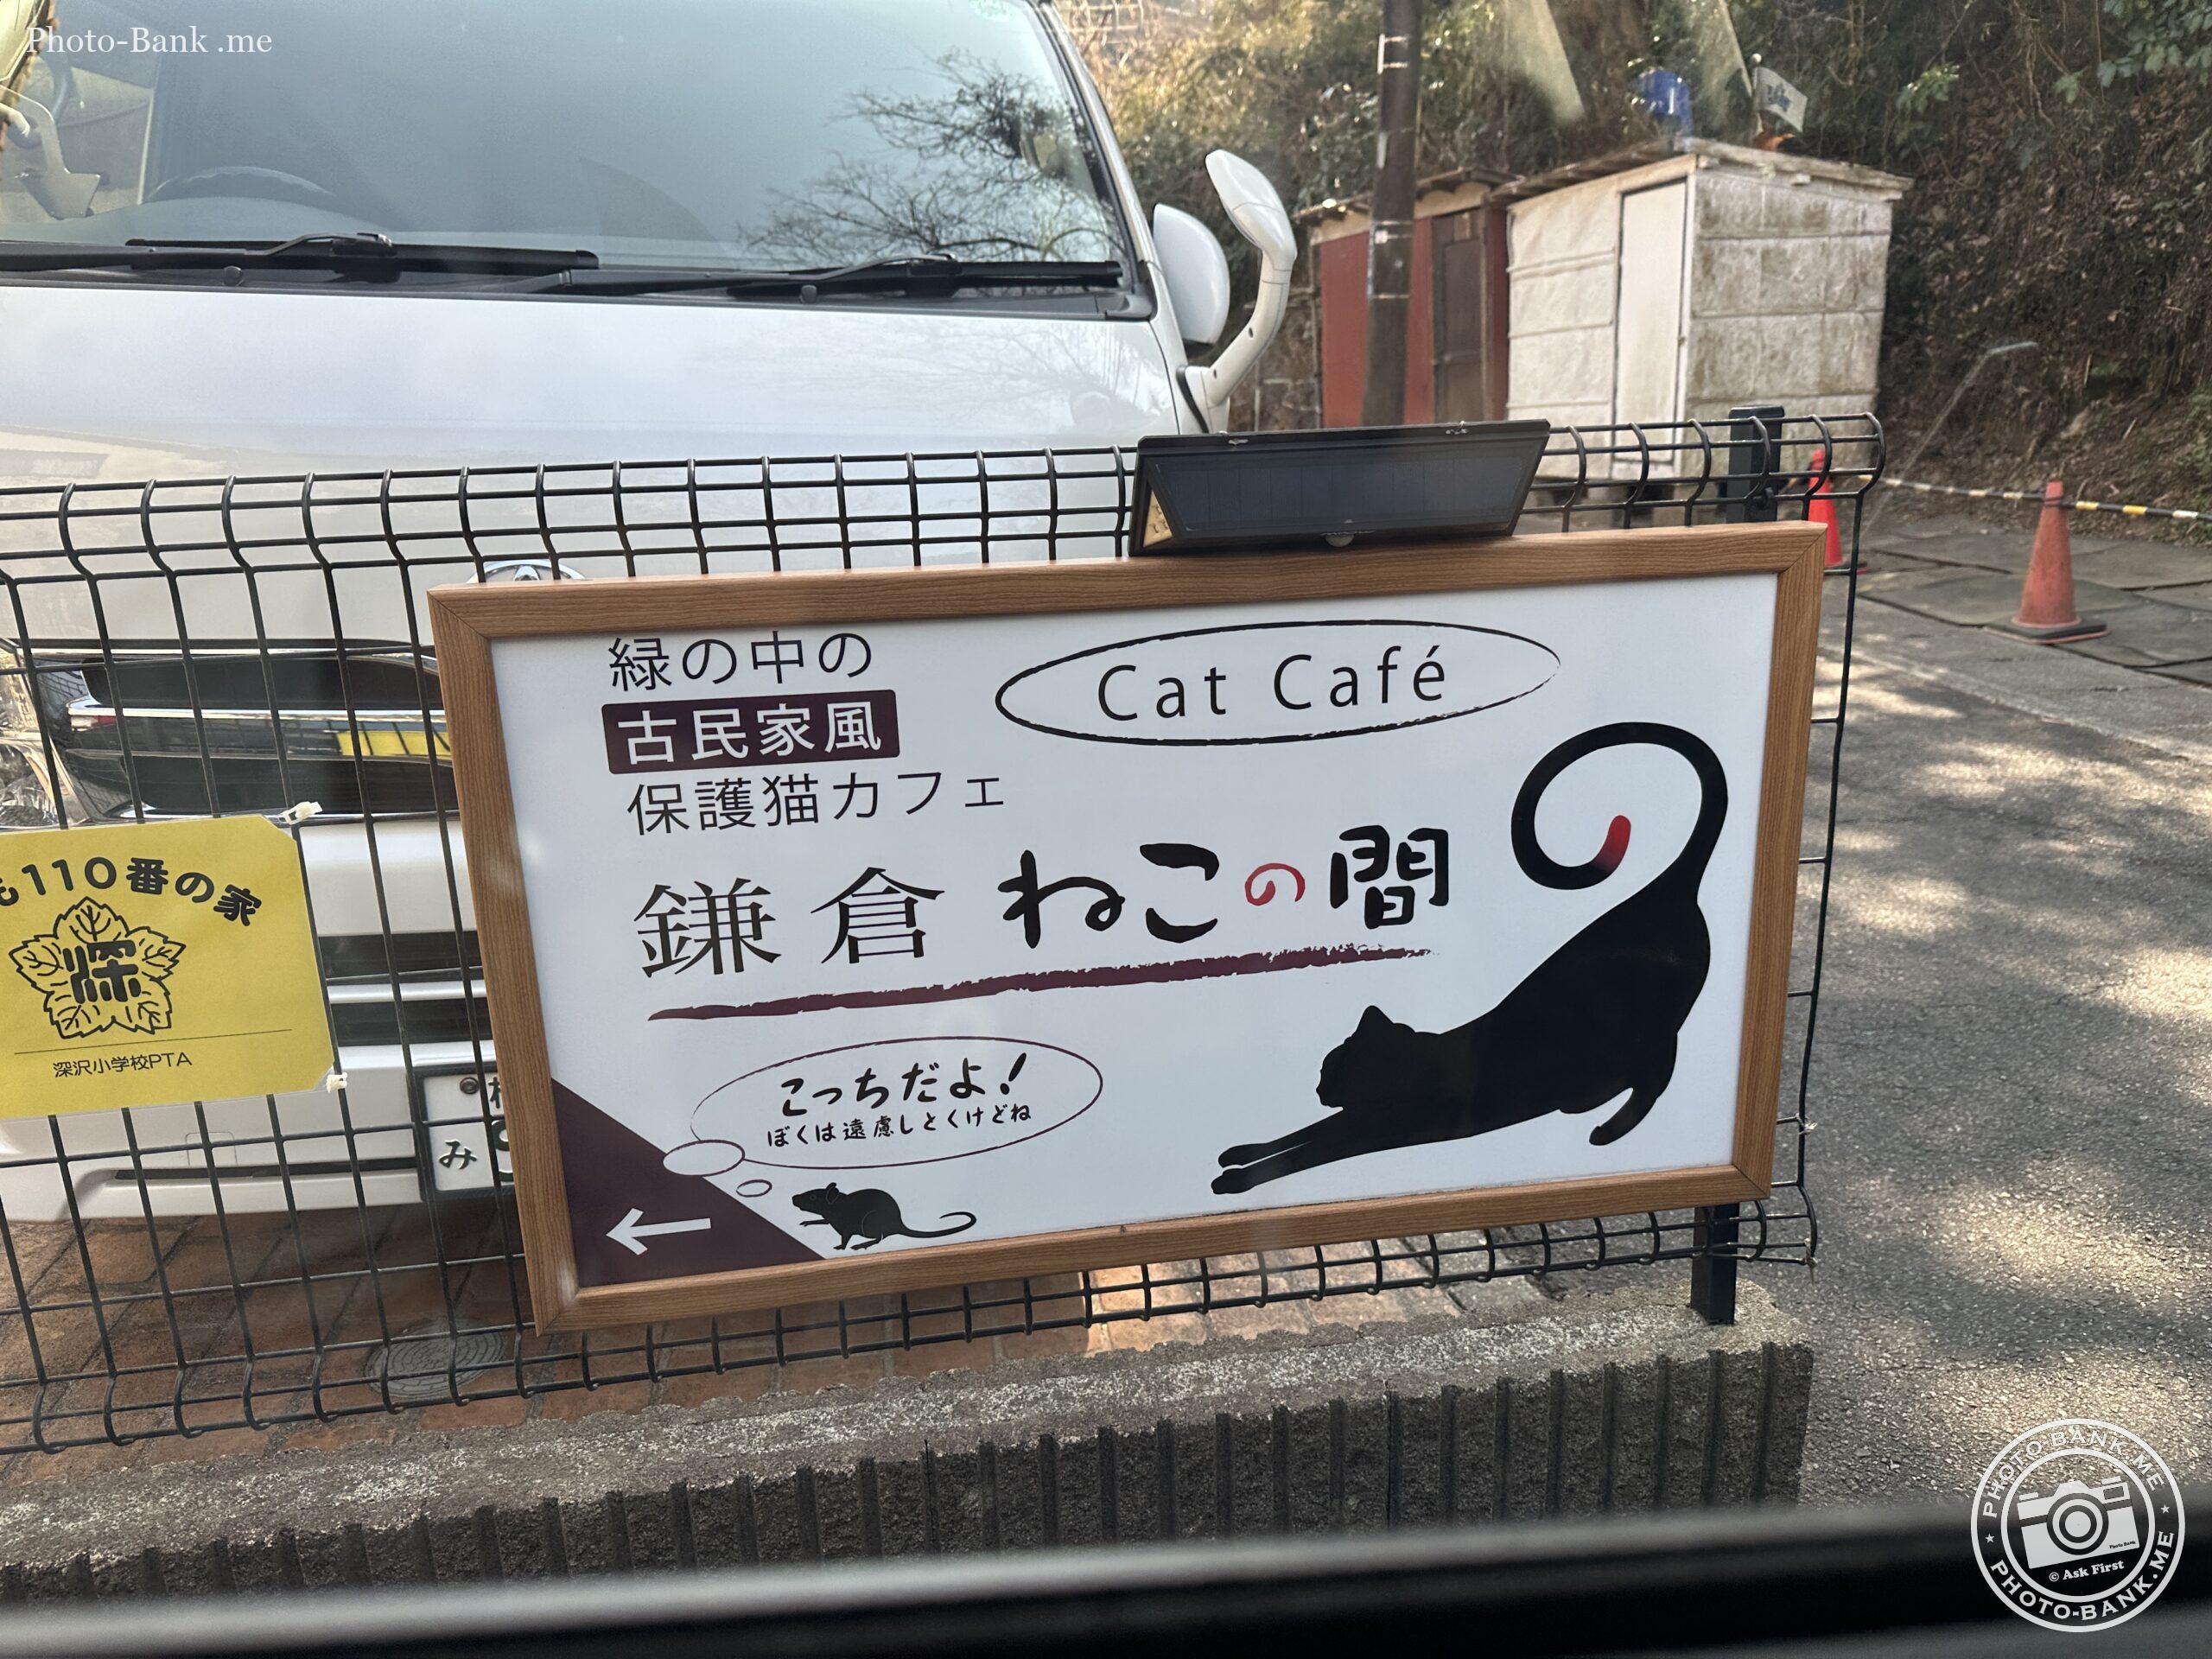 Photo-Bank .me
緑の中の
古民家風
保護猫カフェ
Cat Café
鎌倉 ねこの間
こっちだよ!
ぼくは遠慮しとくけどね
も110番の家
深
深沢小学校PTA
み
PHOTO BANK ME
Photo Bank
© Ask First
PHOTO-BANK.ME